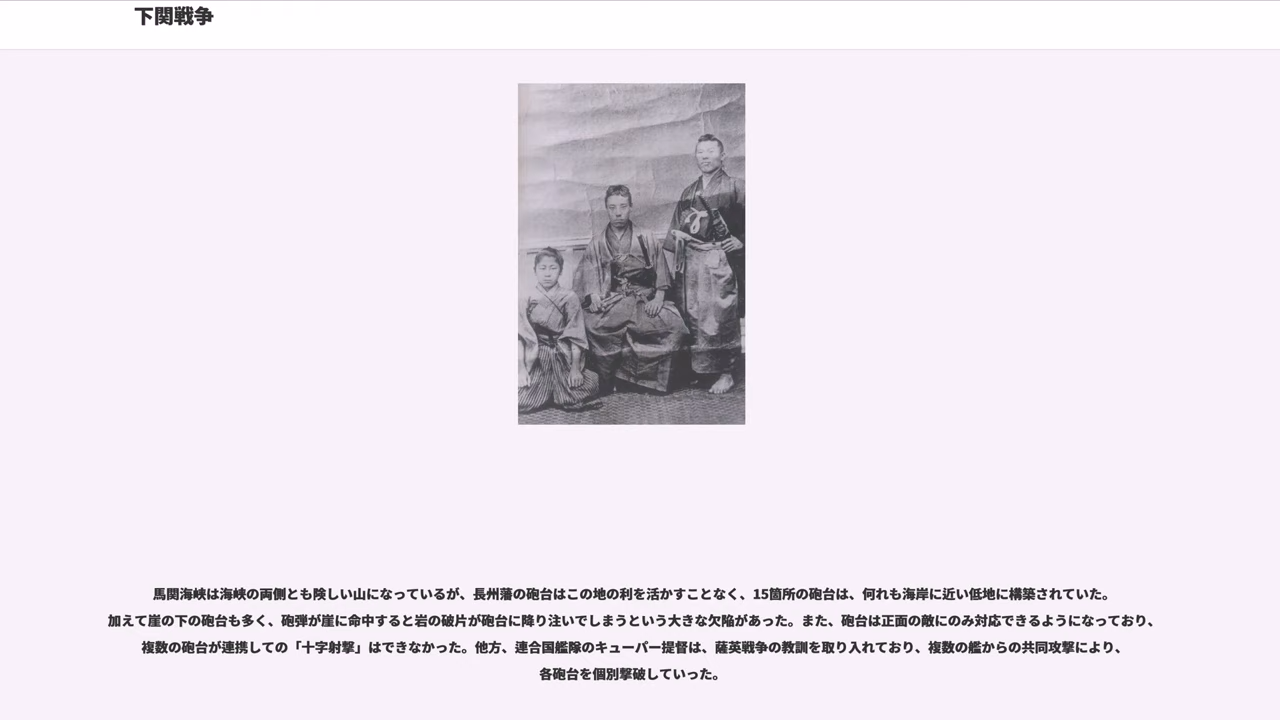 下関戦争
馬関海峡は海峡の両側とも険しい山になっているが、長州藩の砲台はこの地の利を活かすことなく、15箇所の砲台は、何れも海岸に近い低地に構築されていた。
加えて崖の下の砲台も多く、砲弾が崖に命中すると岩の破片が砲台に降り注いでしまうという大きな欠陥があった。また、砲台は正面の敵にのみ対応できるようになっており、
複数の砲台が連携しての「十字射撃」はできなかった。他方、連合国艦隊のキューパー提督は、薩英戦争の教訓を取り入れており、複数の艦からの共同攻撃により、
各砲台を個別撃破していった。